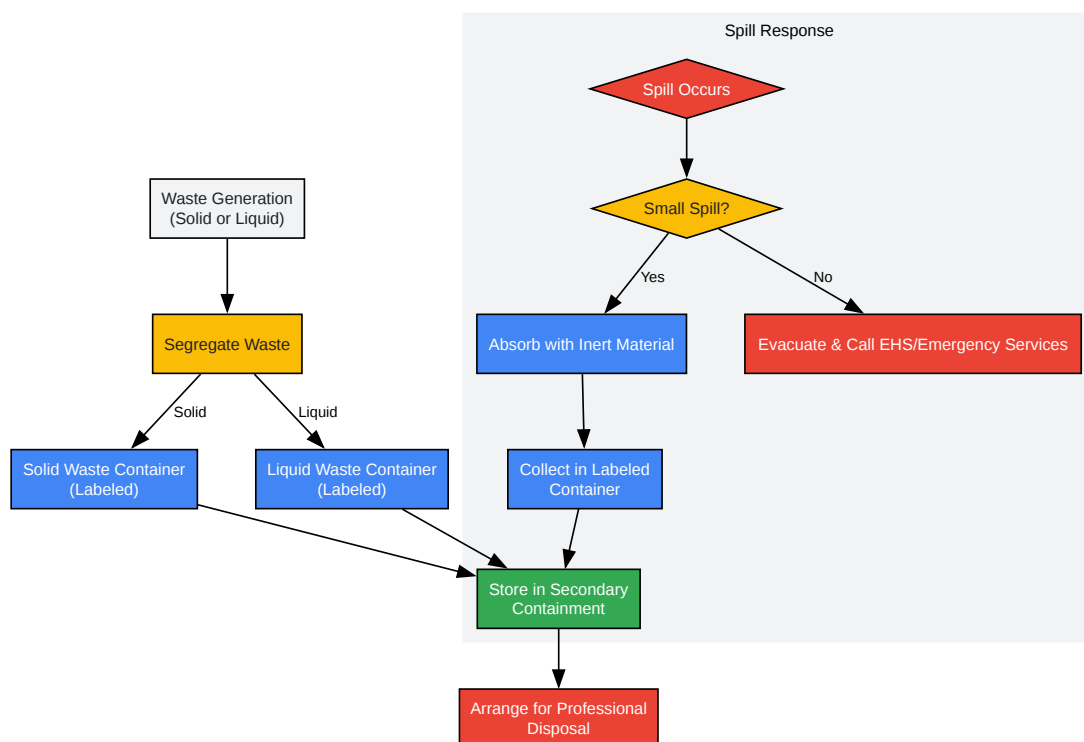 Spill Response
Spill Occurs
Waste Generation
(Solid or Liquid)
Small Spill?
Yes
No
Segregate Waste
Absorb with Inert Material
Evacuate & Call EHS/Emergency Services
Solid
Liquid
Solid Waste Container
(Labeled)
Liquid Waste Container
(Labeled)
Collect in Labeled
Container
Store in Secondary
Containment
Arrange for Professional
Disposal